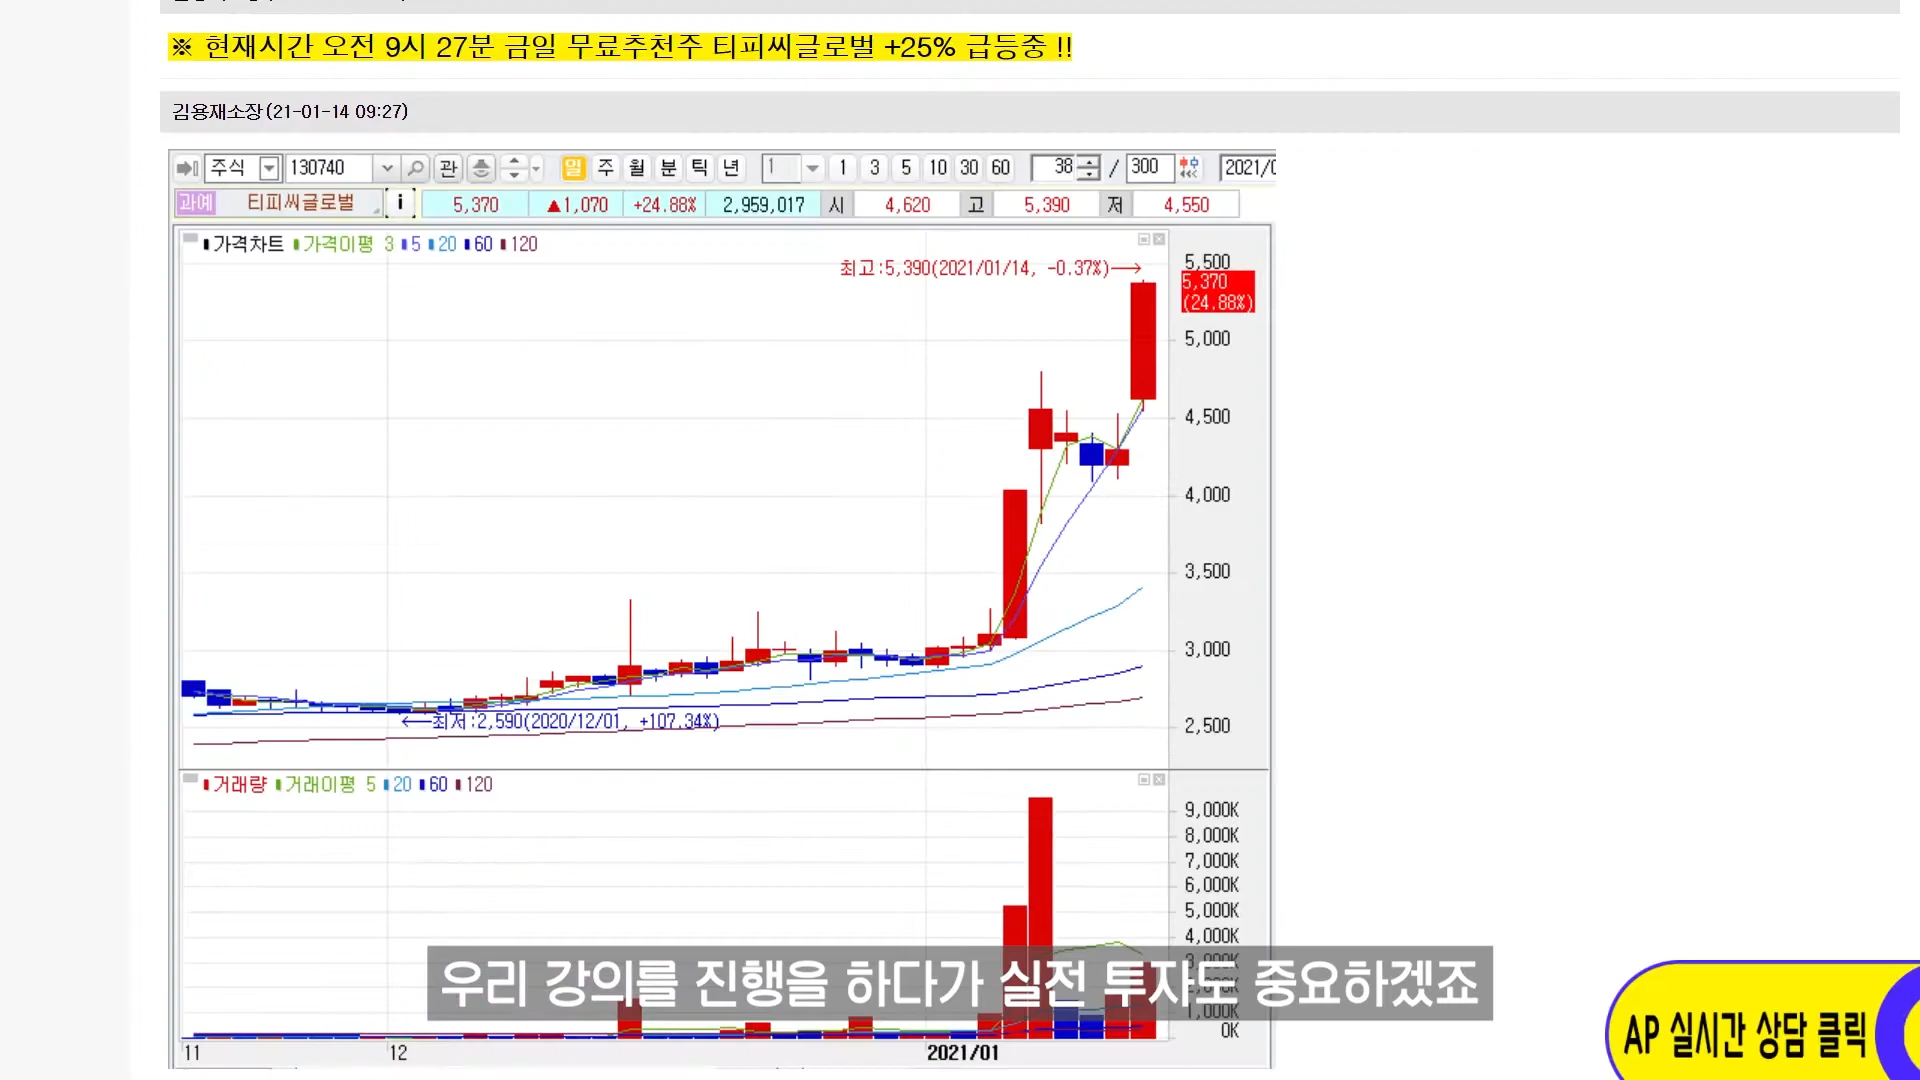 ※ 현재시간 오전 9시 27분 금일 무료추천주 티피씨글로벌 +25% 급등중 !!
김용재소장(21-01-14 09:27)
주식 130740 관 일 주 월 분 틱 년 1 1 3 5 10 30 60 38 / 300 2021/0
과예 티피씨글로벌 i 5,370 ▲1,070 +24.88% 2,959,017 시 4,620 고 5,390 저 4,550
가격차트 가격이평 3 5 20 60 120
최고:5,390(2021/01/14, -0.37%)→
5,500
5,370
(24.88%)
5,000
4,500
4,000
3,500
3,000
2,500
←최저:2,590(2020/12/01, +107.34%)
거래량 거래이평 5 20 60 120
9,000K
8,000K
7,000K
6,000K
5,000K
4,000K
3,000K
1,000K
0K
우리 강의를 진행을 하다가 실전 투자도 중요하겠죠
11 12 2021/01
AP 실시간 상담 클릭